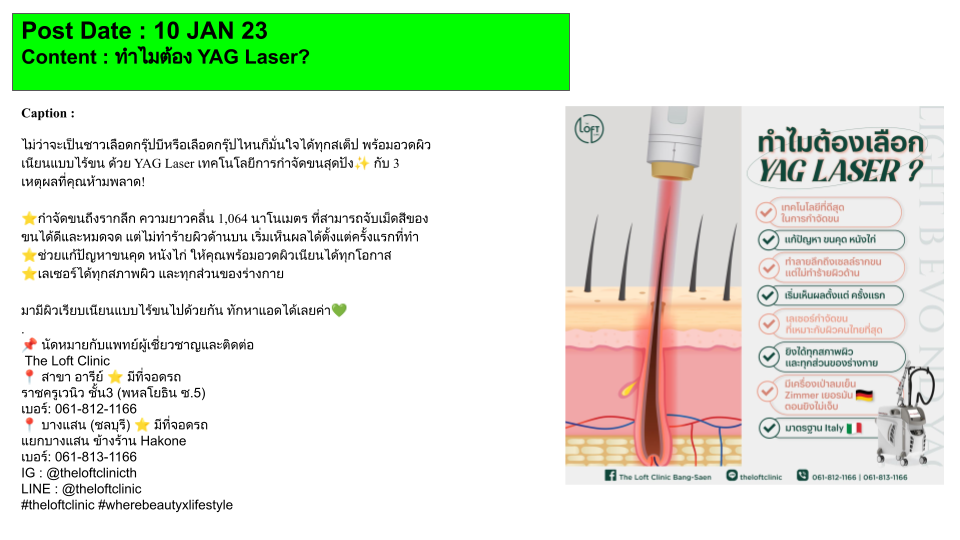 Post Date : 10 JAN 23
Content : ทำไมต้อง YAG Laser?
Caption :
ไม่ว่าจะเป็นชาวเลือดกรุ๊ปบีหรือเลือดกรุ๊ปไหนก็มั่นใจได้ทุกสเต็ป พร้อมอวดผิว
เนียนแบบไร้ขน ด้วย YAG Laser เทคโนโลยีการกำจัดขนสุดปัง✨ กับ 3
เหตุผลที่คุณห้ามพลาด!
⭐กำจัดขนถึงรากลึก ความยาวคลื่น 1,064 นาโนเมตร ที่สามารถจับเม็ดสีของ
ขนได้ดีและหมดจด แต่ไม่ทำร้ายผิวด้านบน เริ่มเห็นผลได้ตั้งแต่ครั้งแรกที่ทำ
⭐ช่วยแก้ปัญหาขนคุด หนังไก่ ให้คุณพร้อมอวดผิวเนียนได้ทุกโอกาส
⭐เลเซอร์ได้ทุกสภาพผิว และทุกส่วนของร่างกาย
มามีผิวเรียบเนียนแบบไร้ขนไปด้วยกัน ทักหาแอดได้เลยค่า💚
.
📌 นัดหมายกับแพทย์ผู้เชี่ยวชาญและติดต่อ
The Loft Clinic
📍 สาขา อารีย์ ⭐ มีที่จอดรถ
ราชครูเวนิว ชั้น3 (พหลโยธิน ซ.5)
เบอร์: 061-812-1166
📍 บางแสน (ชลบุรี) ⭐ มีที่จอดรถ
แยกบางแสน ข้างร้าน Hakone
เบอร์: 061-813-1166
IG : @theloftclinicth
LINE : @theloftclinic
#theloftclinic #wherebeautyxlifestyle
THE LOFT
ทำไมต้องเลือก
YAG LASER ?
เทคโนโลยีที่ดีสุด
ในการกำจัดขน
แก้ปัญหา ขนคุด หนังไก่
ทำลายลึกถึงเซลล์รากขน
แต่ไม่ทำร้ายผิวด้าน
เริ่มเห็นผลตั้งแต่ ครั้งแรก
เลเซอร์กำจัดขน
ที่เหมาะกับผิวคนไทยที่สุด
ยิงได้ทุกสภาพผิว
และทุกส่วนของร่างกาย
มีเครื่องเป่าลมเย็น
Zimmer เยอรมัน 🇩🇪
ตอนยิงไม่เจ็บ
มาตรฐาน Italy 🇮🇹
LIGHT BEYOND
The Loft Clinic Bang-Saen
theloftclinic
061-812-1166 | 061-813-1166